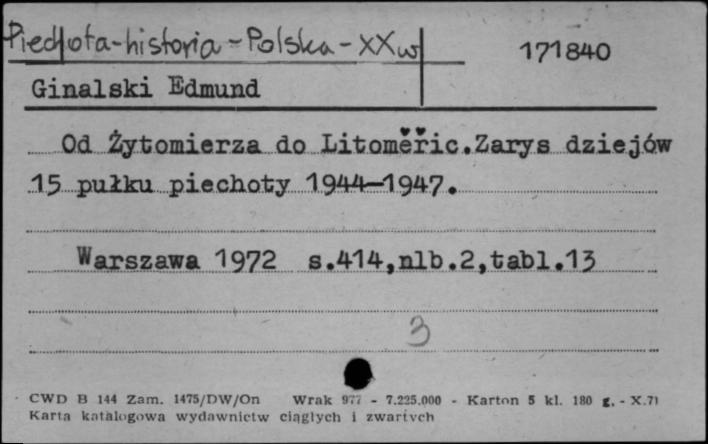 Piechota-historia-Polska-XXw 171840
Ginalski Edmund
Od Żytomierza do Litoměřic.Zarys dziejów
15 pułku piechoty 1944-1947.
Warszawa 1972 s.414,nlb.2,tabl.13
3
CWD B 144 Zam. 1475/DW/On Wrak 977 - 7.225.000 - Karton 5 kl. 180 g. - X.71
Karta katalogowa wydawnictw ciągłych i zwartych